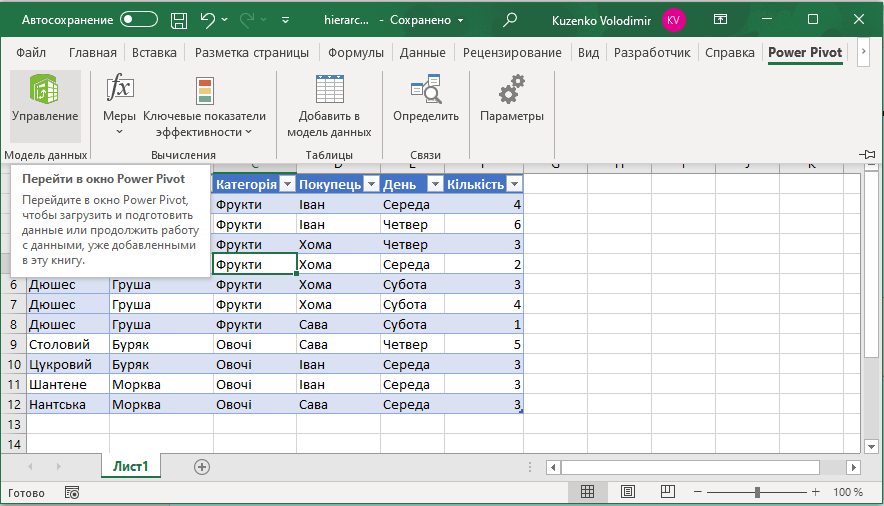 Автосохранение hierarc... – Сохранено Kuzenko Volodimir KV
Файл Главная Вставка Разметка страницы Формулы Данные Рецензирование Вид Разработчик Справка Power Pivot
Управление Меры Ключевые показатели эффективности Добавить в модель данных Определить Параметры
Модель данных Вычисления Таблицы Связи
Перейти в окно Power Pivot
Перейдите в окно Power Pivot,
чтобы загрузить и подготовить
данные или продолжить работу
с данными, уже добавленными
в эту книгу.
Категорія Покупець День Кількість
Фрукти Іван Середа 4
Фрукти Іван Четвер 6
Фрукти Хома Четвер 3
Фрукти Хома Середа 2
6 Дюшес Груша Фрукти Хома Субота 3
7 Дюшес Груша Фрукти Хома Субота 4
8 Дюшес Груша Фрукти Сава Субота 1
9 Столовий Буряк Овочі Сава Четвер 5
10 Цукровий Буряк Овочі Іван Середа 3
11 Шантене Морква Овочі Іван Середа 3
12 Нантська Морква Овочі Сава Середа 3
13
14
Лист1
Готово 100 %